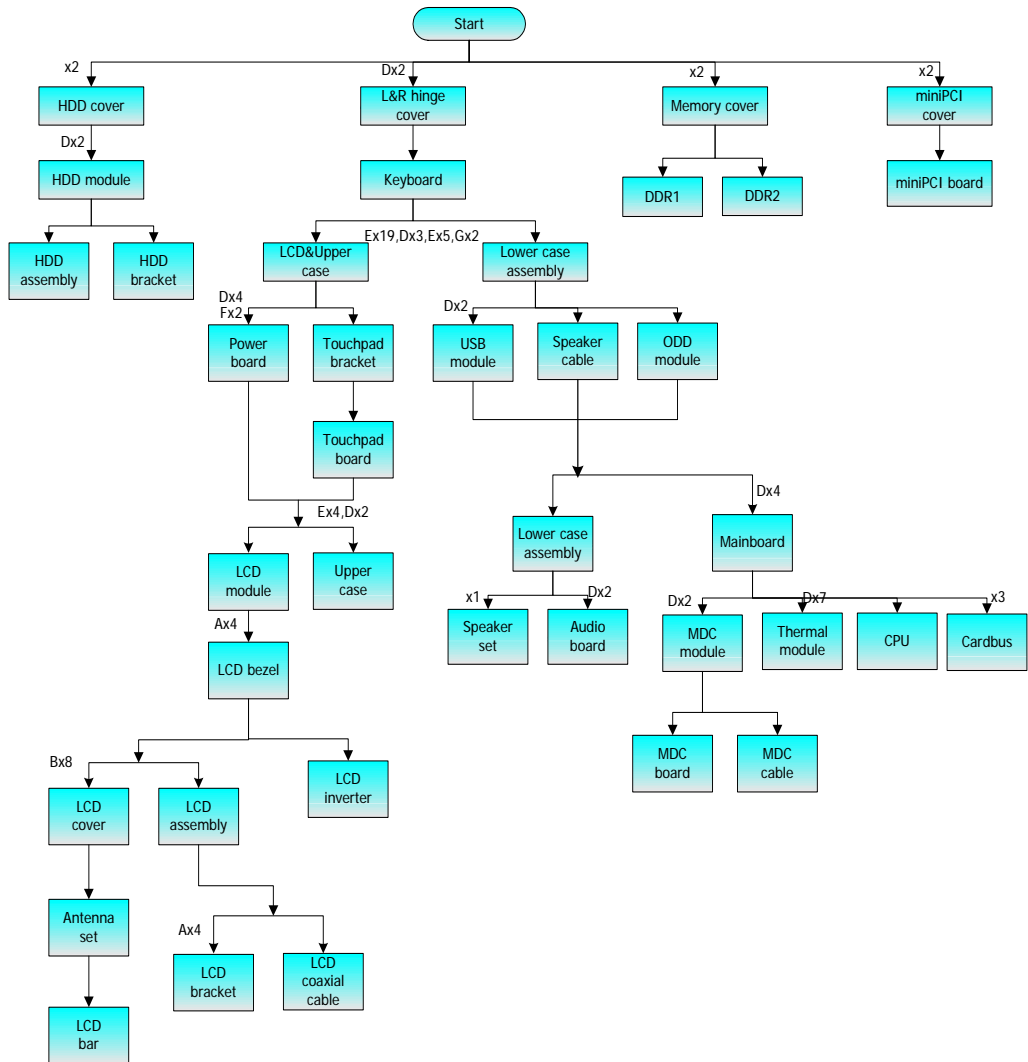 Start
x2
Dx2
x2
x2
HDD cover
L&R hinge
cover
Memory cover
miniPCI
cover
Dx2
HDD module
Keyboard
DDR1
DDR2
miniPCI board
Ex19,Dx3,Ex5,Gx2
HDD
assembly
HDD
bracket
LCD&Upper
case
Lower case
assembly
Dx4
Fx2
Dx2
Power
board
Touchpad
bracket
USB
module
Speaker
cable
ODD
module
Touchpad
board
Ex4,Dx2
Dx4
Lower case
assembly
Mainboard
LCD
module
Upper
case
x1
Dx2
Dx2
Dx7
x3
Ax4
Speaker
set
Audio
board
MDC
module
Thermal
module
CPU
Cardbus
LCD bezel
MDC
board
MDC
cable
Bx8
LCD
inverter
LCD
cover
LCD
assembly
Antenna
set
Ax4
LCD
bracket
LCD
coaxial
cable
LCD
bar